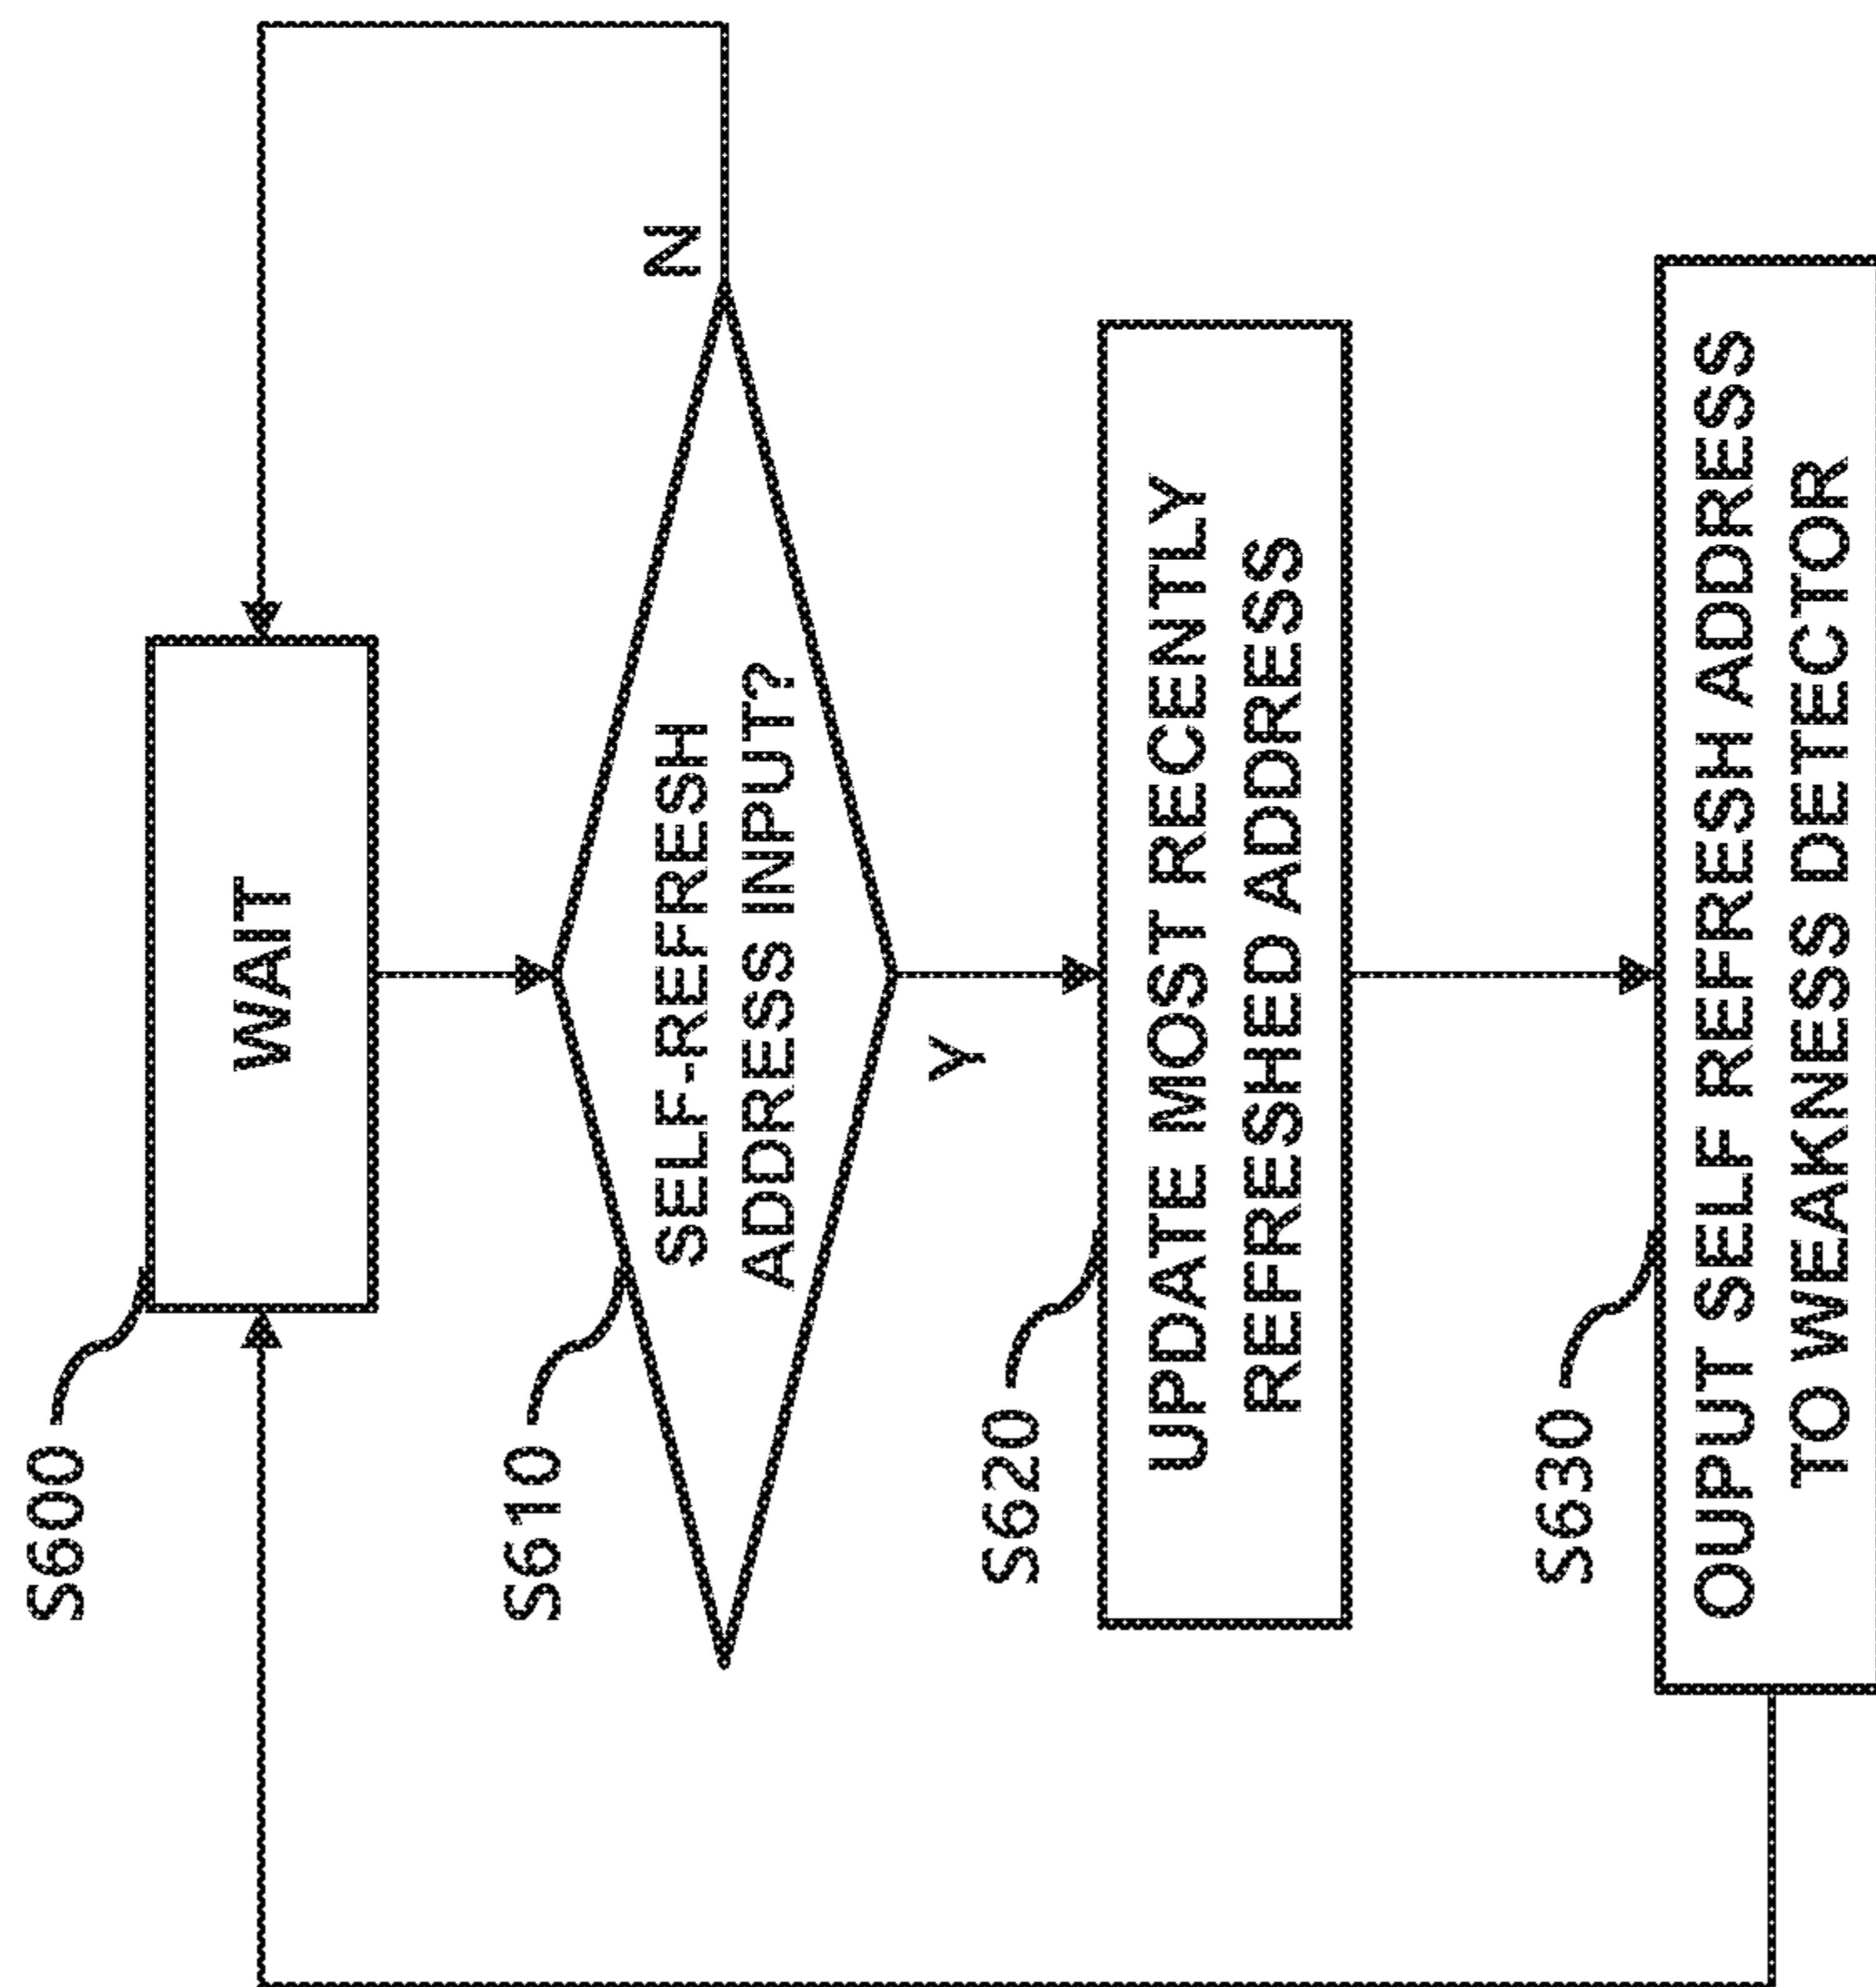 S600
WAIT
S610
SELF-REFRESH
ADDRESS INPUT?
N
Y
S620
UPDATE MOST RECENTLY
REFRESHED ADDRESS
S630
OUPUT SELF REFRESH ADDRESS
TO WEAKNESS DETECTOR